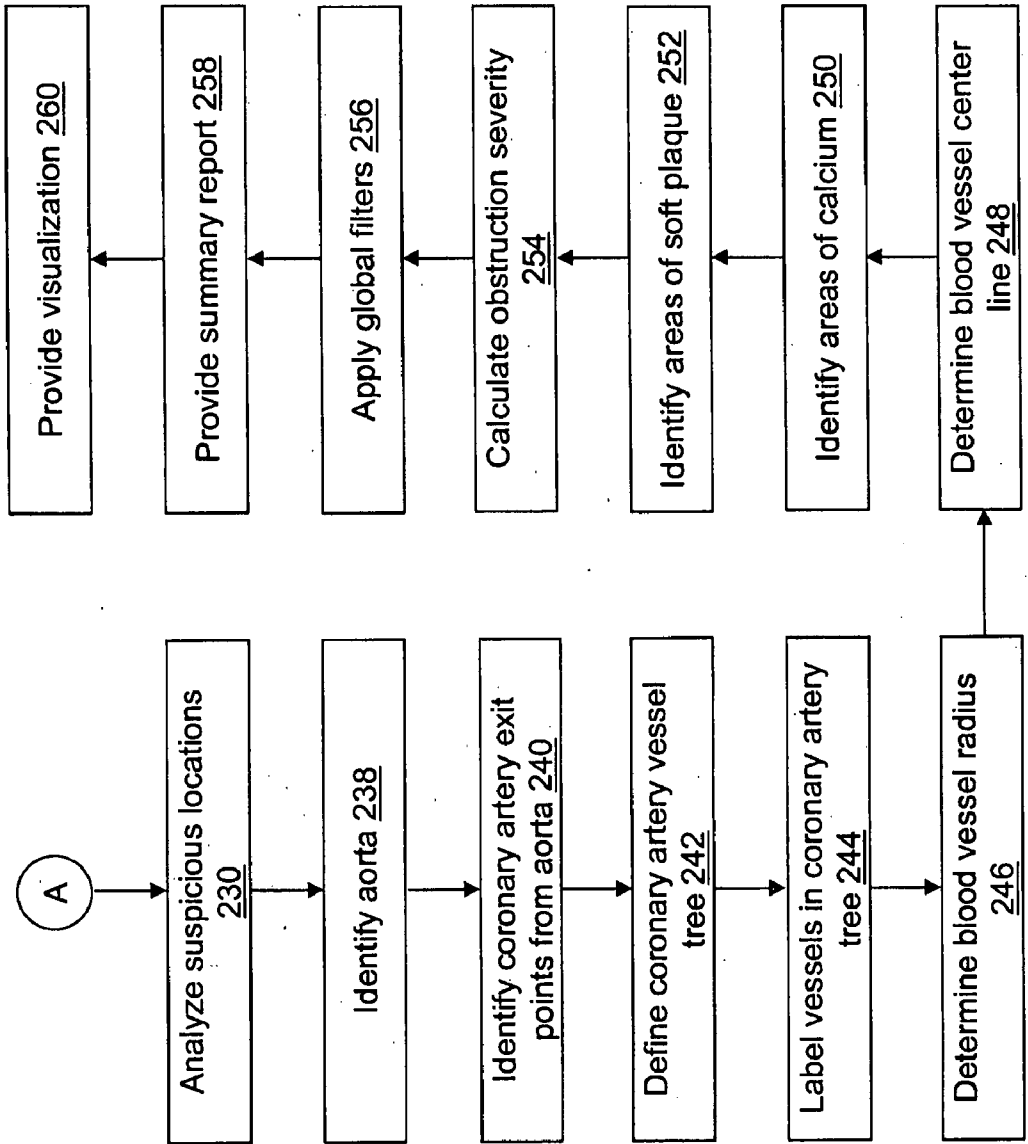 A
Analyze suspicious locations
230
Identify aorta 238
Identify coronary artery exit
points from aorta 240
Define coronary artery vessel
tree 242
Label vessels in coronary artery
tree 244
Determine blood vessel radius
246
Determine blood vessel center
line 248
Identify areas of calcium 250
Identify areas of soft plaque 252
Calculate obstruction severity
254
Apply global filters 256
Provide summary report 258
Provide visualization 260